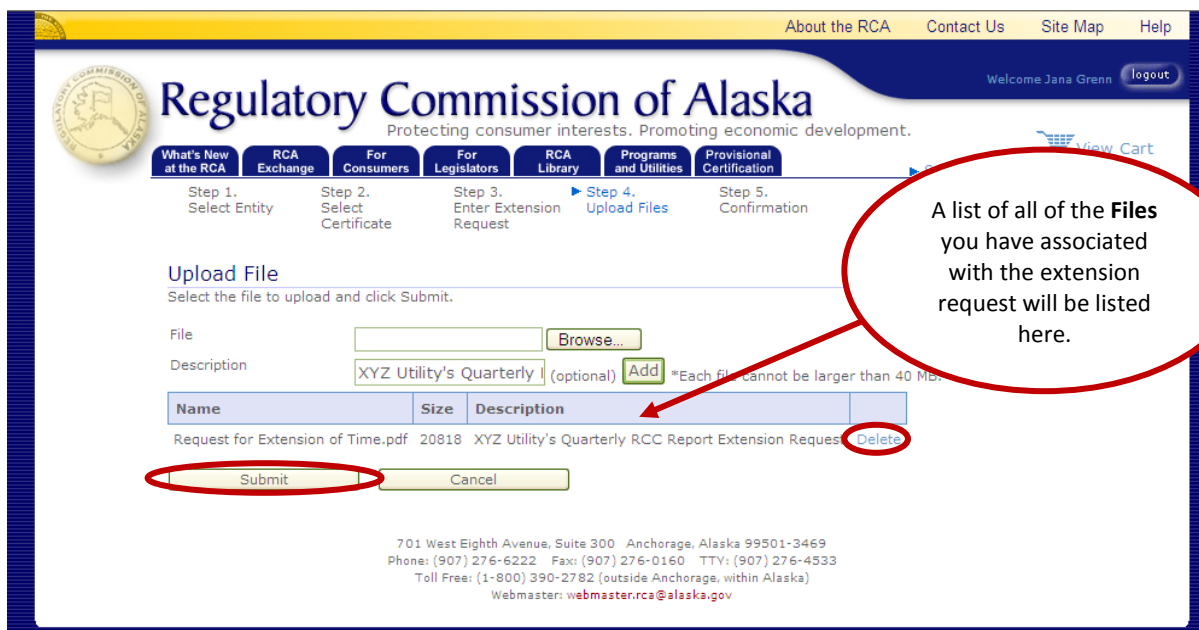 About the RCA Contact Us Site Map Help
Welcome Jana Grenn logout
Regulatory Commission of Alaska
Protecting consumer interests. Promoting economic development.
View Cart
What's New at the RCA
RCA Exchange
For Consumers
For Legislators
RCA Library
Programs and Utilities
Provisional Certification
Step 1.
Select Entity
Step 2.
Select
Certificate
Step 3.
Enter Extension
Request
Step 4.
Upload Files
Step 5.
Confirmation
A list of all of the Files
you have associated
with the extension
request will be listed
here.
Upload File
Select the file to upload and click Submit.
File Browse...
Description XYZ Utility's Quarterly (optional) Add *Each file cannot be larger than 40 MB.
Name Size Description
Request for Extension of Time.pdf 20818 XYZ Utility's Quarterly RCC Report Extension Request Delete
Submit Cancel
701 West Eighth Avenue, Suite 300 Anchorage, Alaska 99501-3469
Phone: (907) 276-6222 Fax: (907) 276-0160 TTY: (907) 276-4533
Toll Free: (1-800) 390-2782 (outside Anchorage, within Alaska)
Webmaster: webmaster.rca@alaska.gov